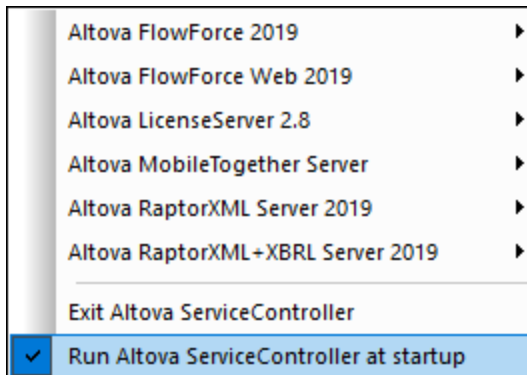 Altova FlowForce 2019
Altova FlowForce Web 2019
Altova LicenseServer 2.8
Altova MobileTogether Server
Altova RaptorXML Server 2019
Altova RaptorXML+XBRL Server 2019
Exit Altova ServiceController
Run Altova ServiceController at startup